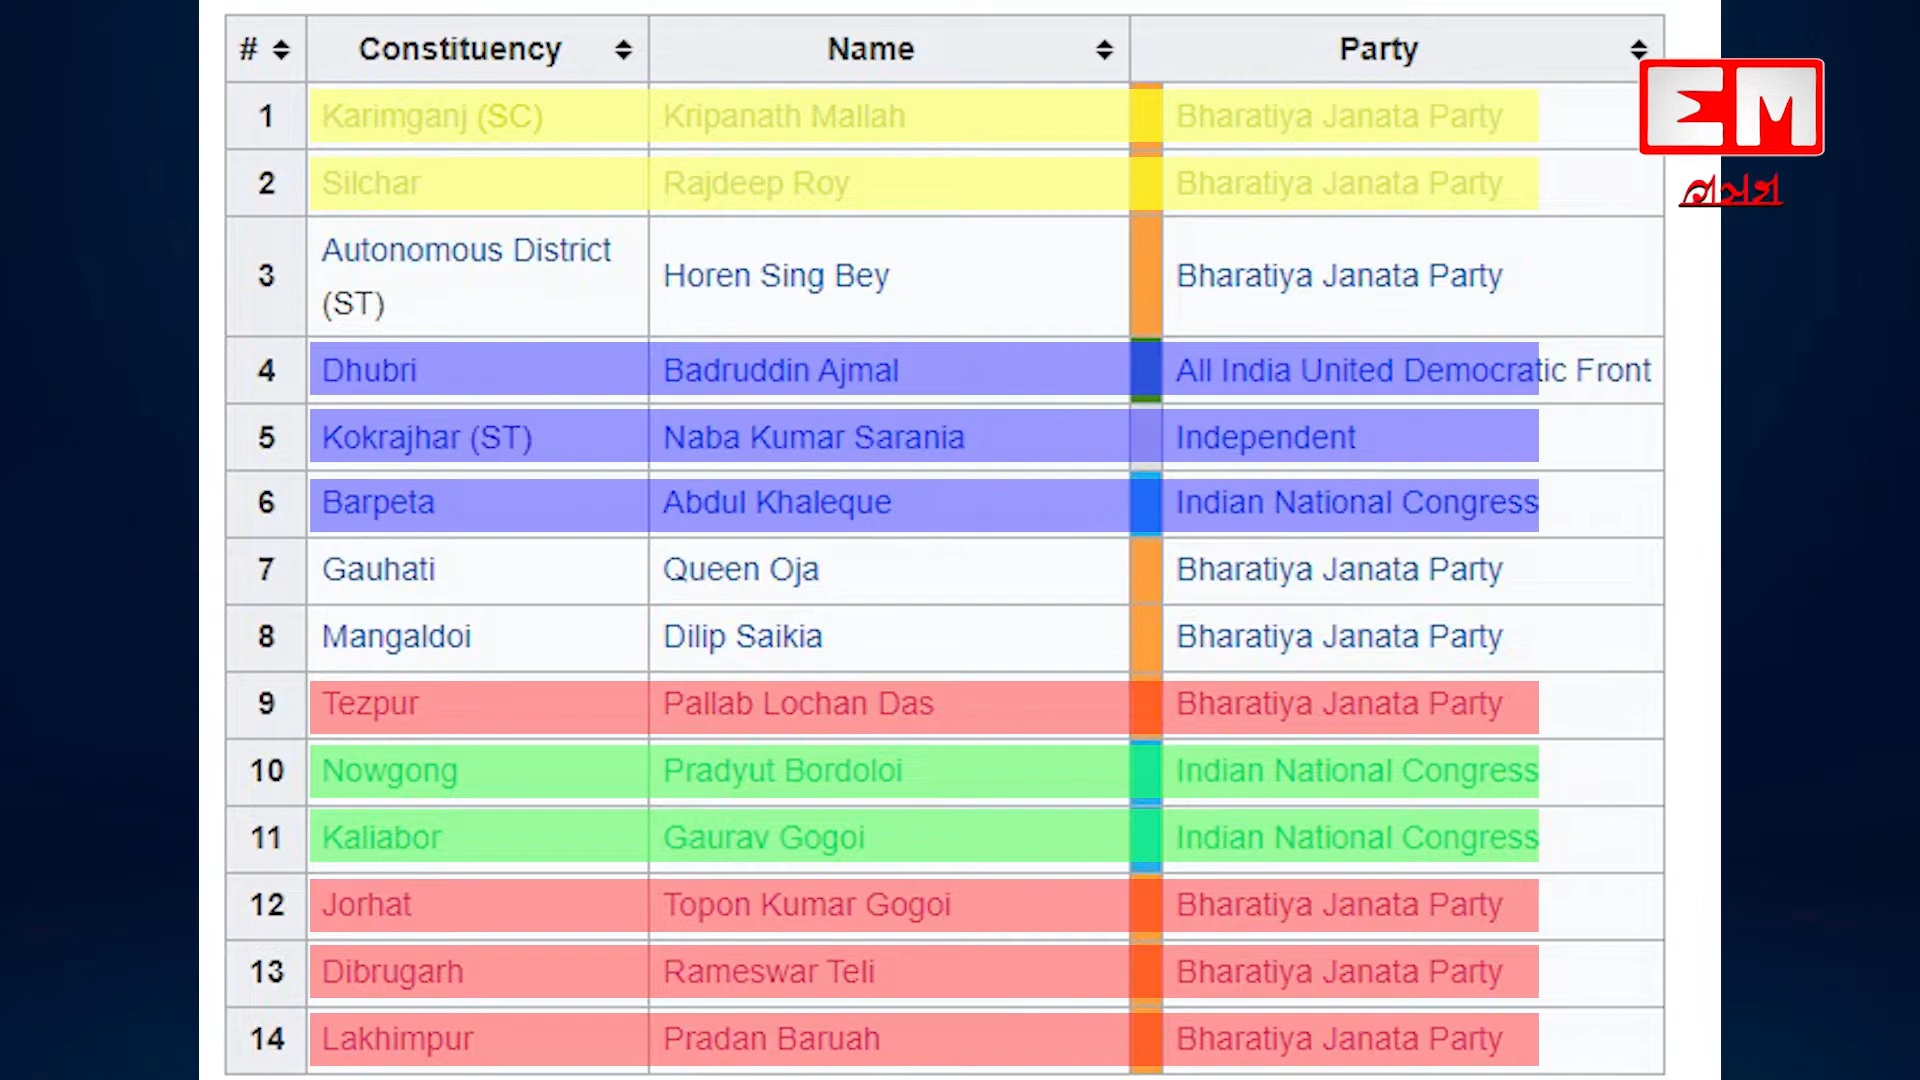 # Constituency Name Party
1 Karimganj (SC) Kripanath Mallah Bharatiya Janata Party
2 Silchar Rajdeep Roy Bharatiya Janata Party
3 Autonomous District (ST) Horen Sing Bey Bharatiya Janata Party
4 Dhubri Badruddin Ajmal All India United Democratic Front
5 Kokrajhar (ST) Naba Kumar Sarania Independent
6 Barpeta Abdul Khaleque Indian National Congress
7 Gauhati Queen Oja Bharatiya Janata Party
8 Mangaldoi Dilip Saikia Bharatiya Janata Party
9 Tezpur Pallab Lochan Das Bharatiya Janata Party
10 Nowgong Pradyut Bordoloi Indian National Congress
11 Kaliabor Gaurav Gogoi Indian National Congress
12 Jorhat Topon Kumar Gogoi Bharatiya Janata Party
13 Dibrugarh Rameswar Teli Bharatiya Janata Party
14 Lakhimpur Pradan Baruah Bharatiya Janata Party
EM